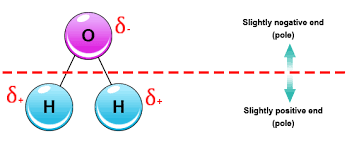 O
δ-
Slightly negative end
(pole)
δ+
H
H
δ+
Slightly positive end
(pole)